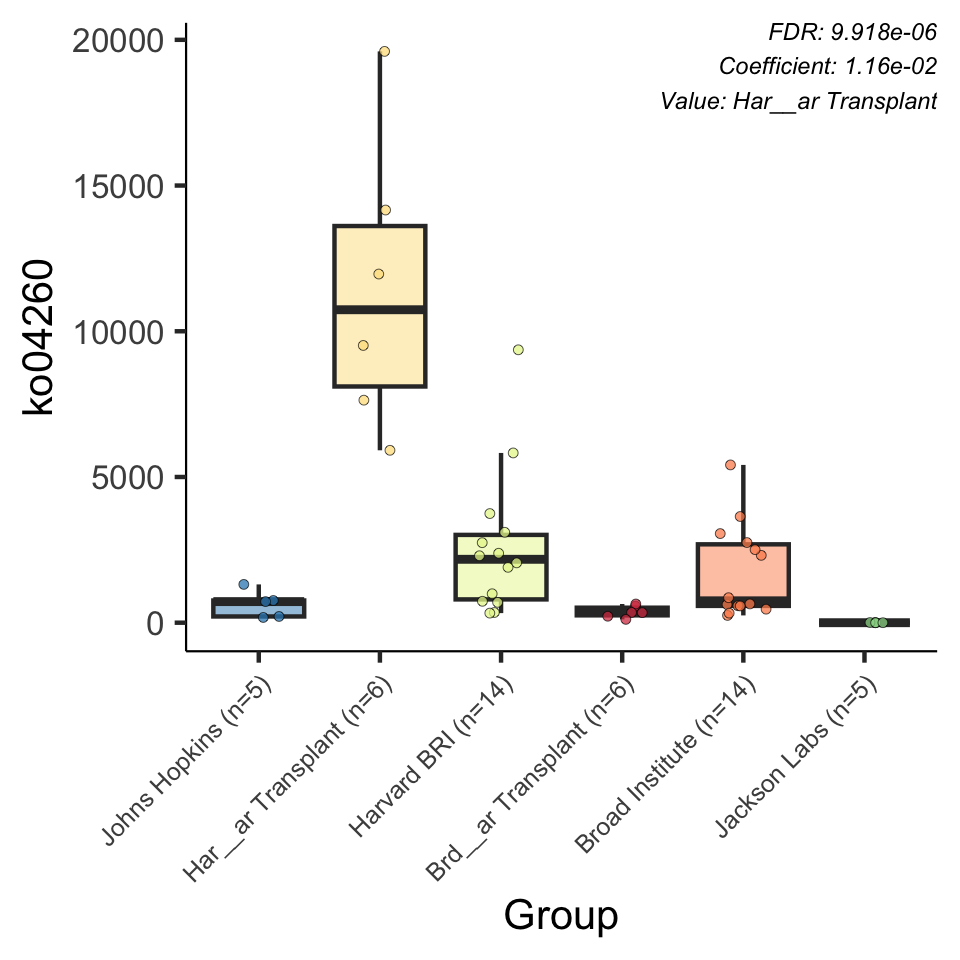 FDR: 9.918e-06
Coefficient: 1.16e-02
Value: Har__ar Transplant
20000
15000
10000
5000
0
ko04260
Johns Hopkins (n=5)
Har__ar Transplant (n=6)
Harvard BRI (n=14)
Brd__ar Transplant (n=6)
Broad Institute (n=14)
Jackson Labs (n=5)
Group